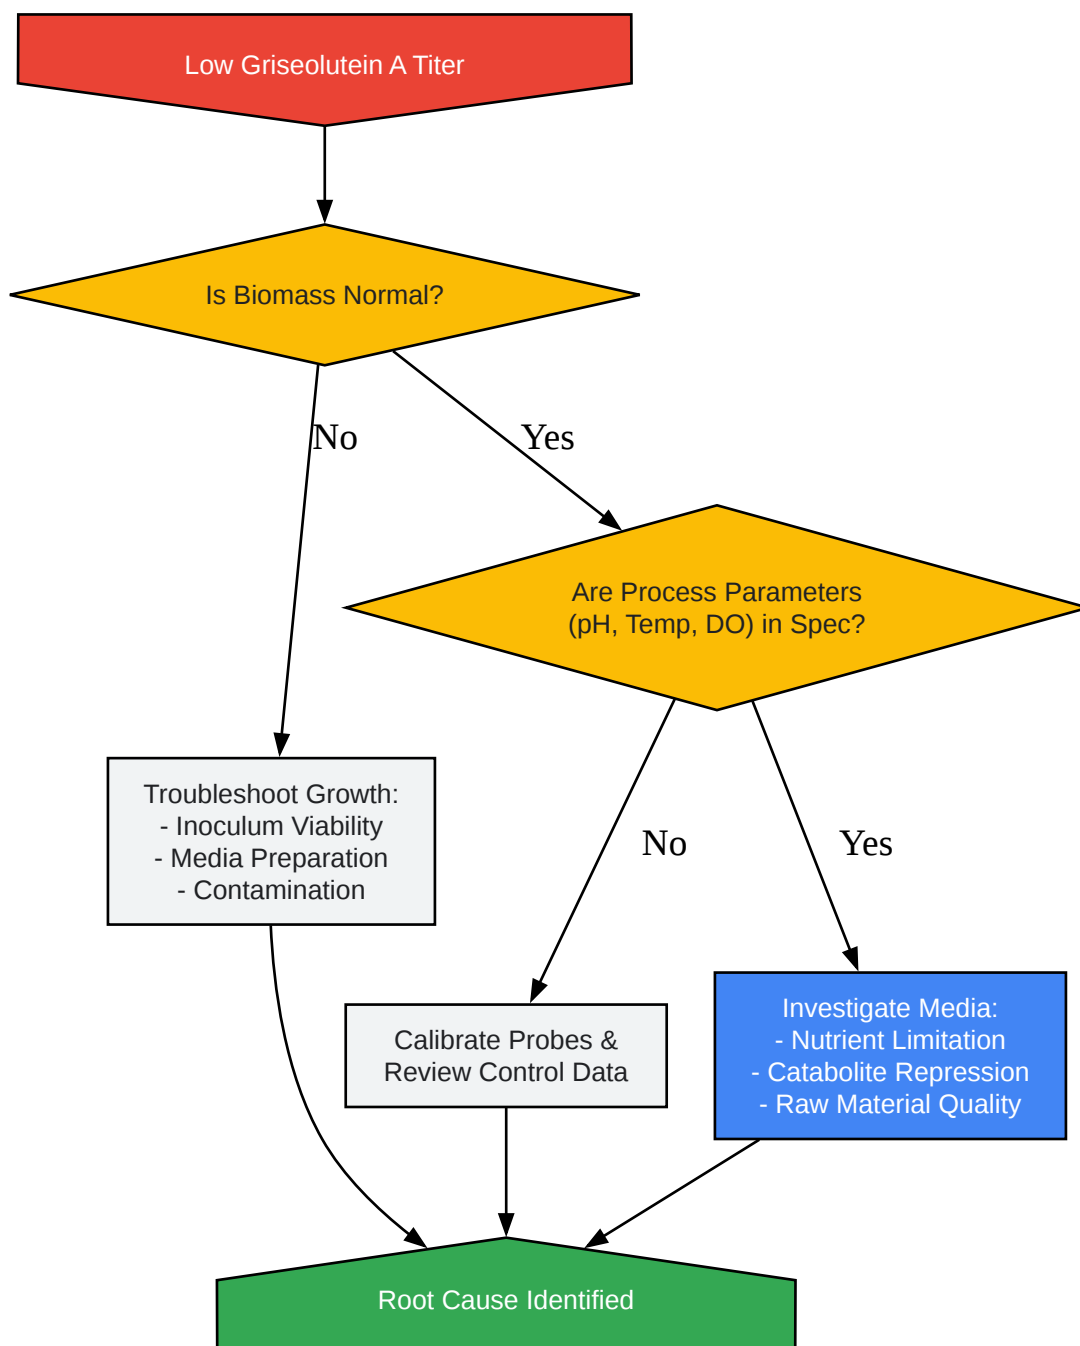 Low Griseolutein A Titer
Is Biomass Normal?
No
Yes
Are Process Parameters
(pH, Temp, DO) in Spec?
Troubleshoot Growth:
- Inoculum Viability
- Media Preparation
- Contamination
No
Yes
Calibrate Probes &
Review Control Data
Investigate Media:
- Nutrient Limitation
- Catabolite Repression
- Raw Material Quality
Root Cause Identified